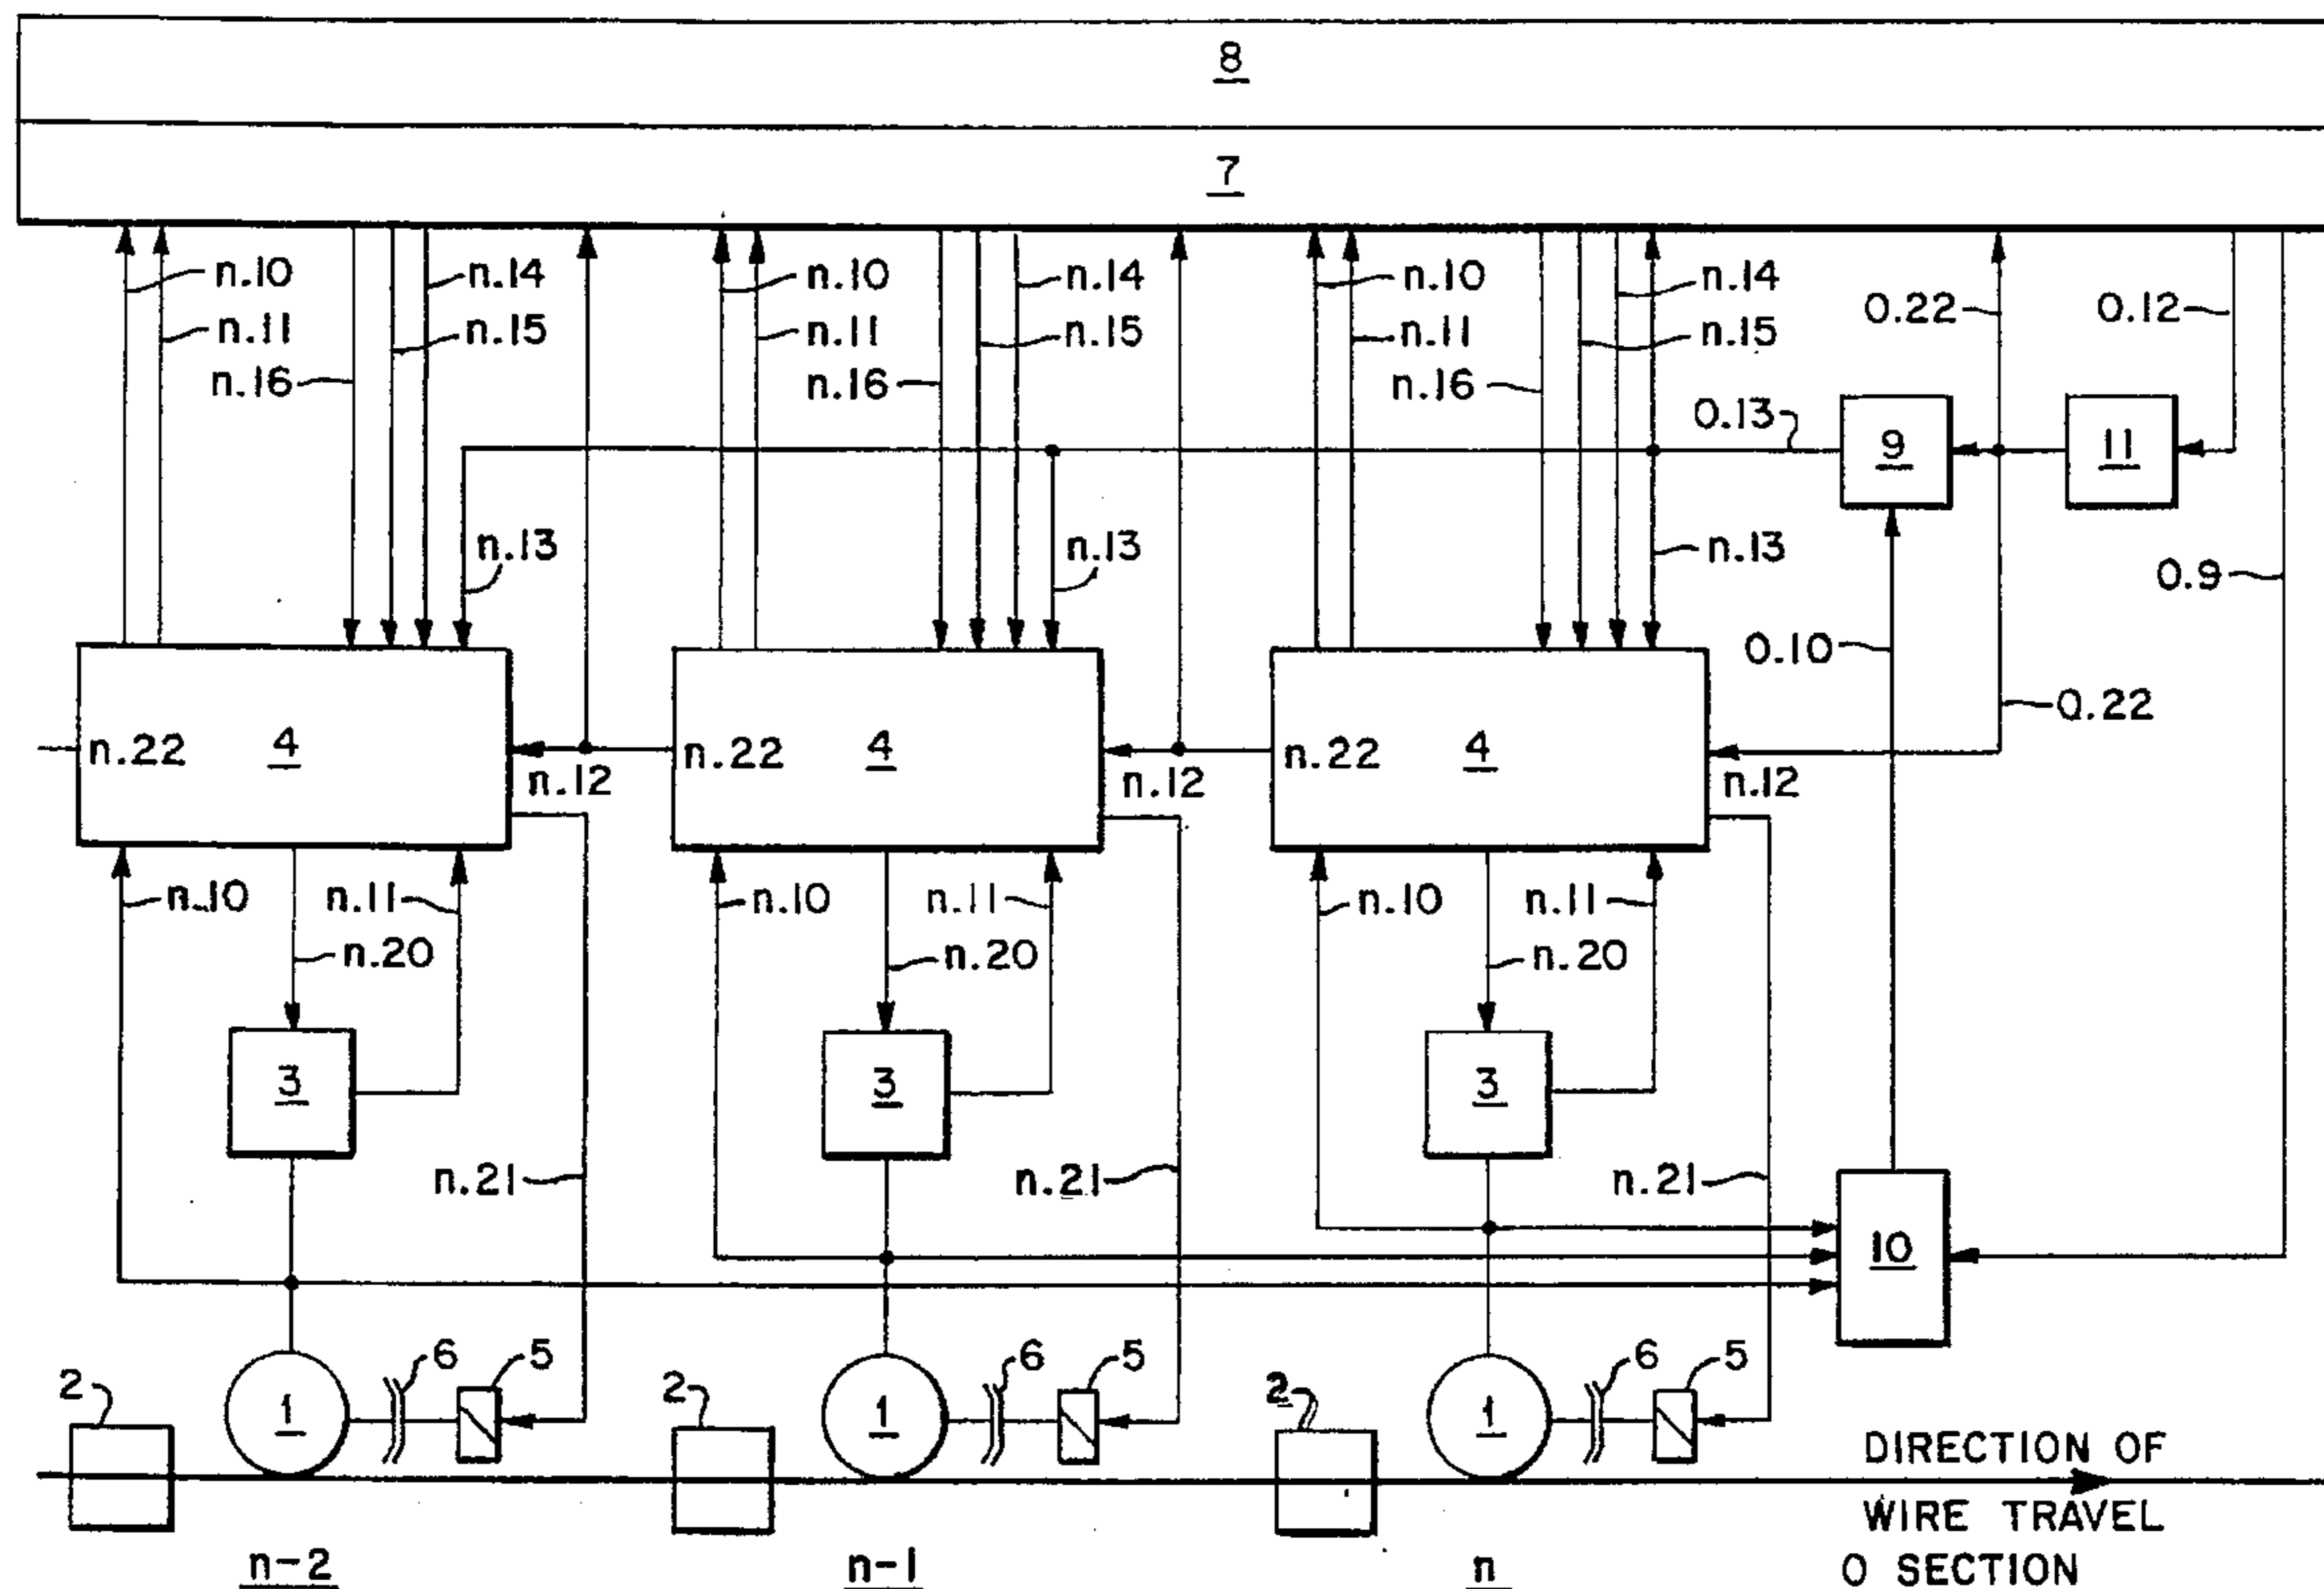 8
7
n.10 n.14 n.10 n.14 n.10 n.14
0.22 0.12
n.11 n.15 n.11 n.15 n.11 n.15
n.16 n.16 n.16
0.13
9 11
n.13 n.13 n.13
0.9
0.10
0.22
n.22 4 n.22 4 n.22 4
n.12 n.12 n.12
n.10 n.11 n.10 n.11 n.10 n.11
n.20 n.20 n.20
3 3 3
n.21 n.21 n.21
10
2 6 5 2 6 5 2 6 5
1 1 1
DIRECTION OF
WIRE TRAVEL
n-2 n-1 n O SECTION